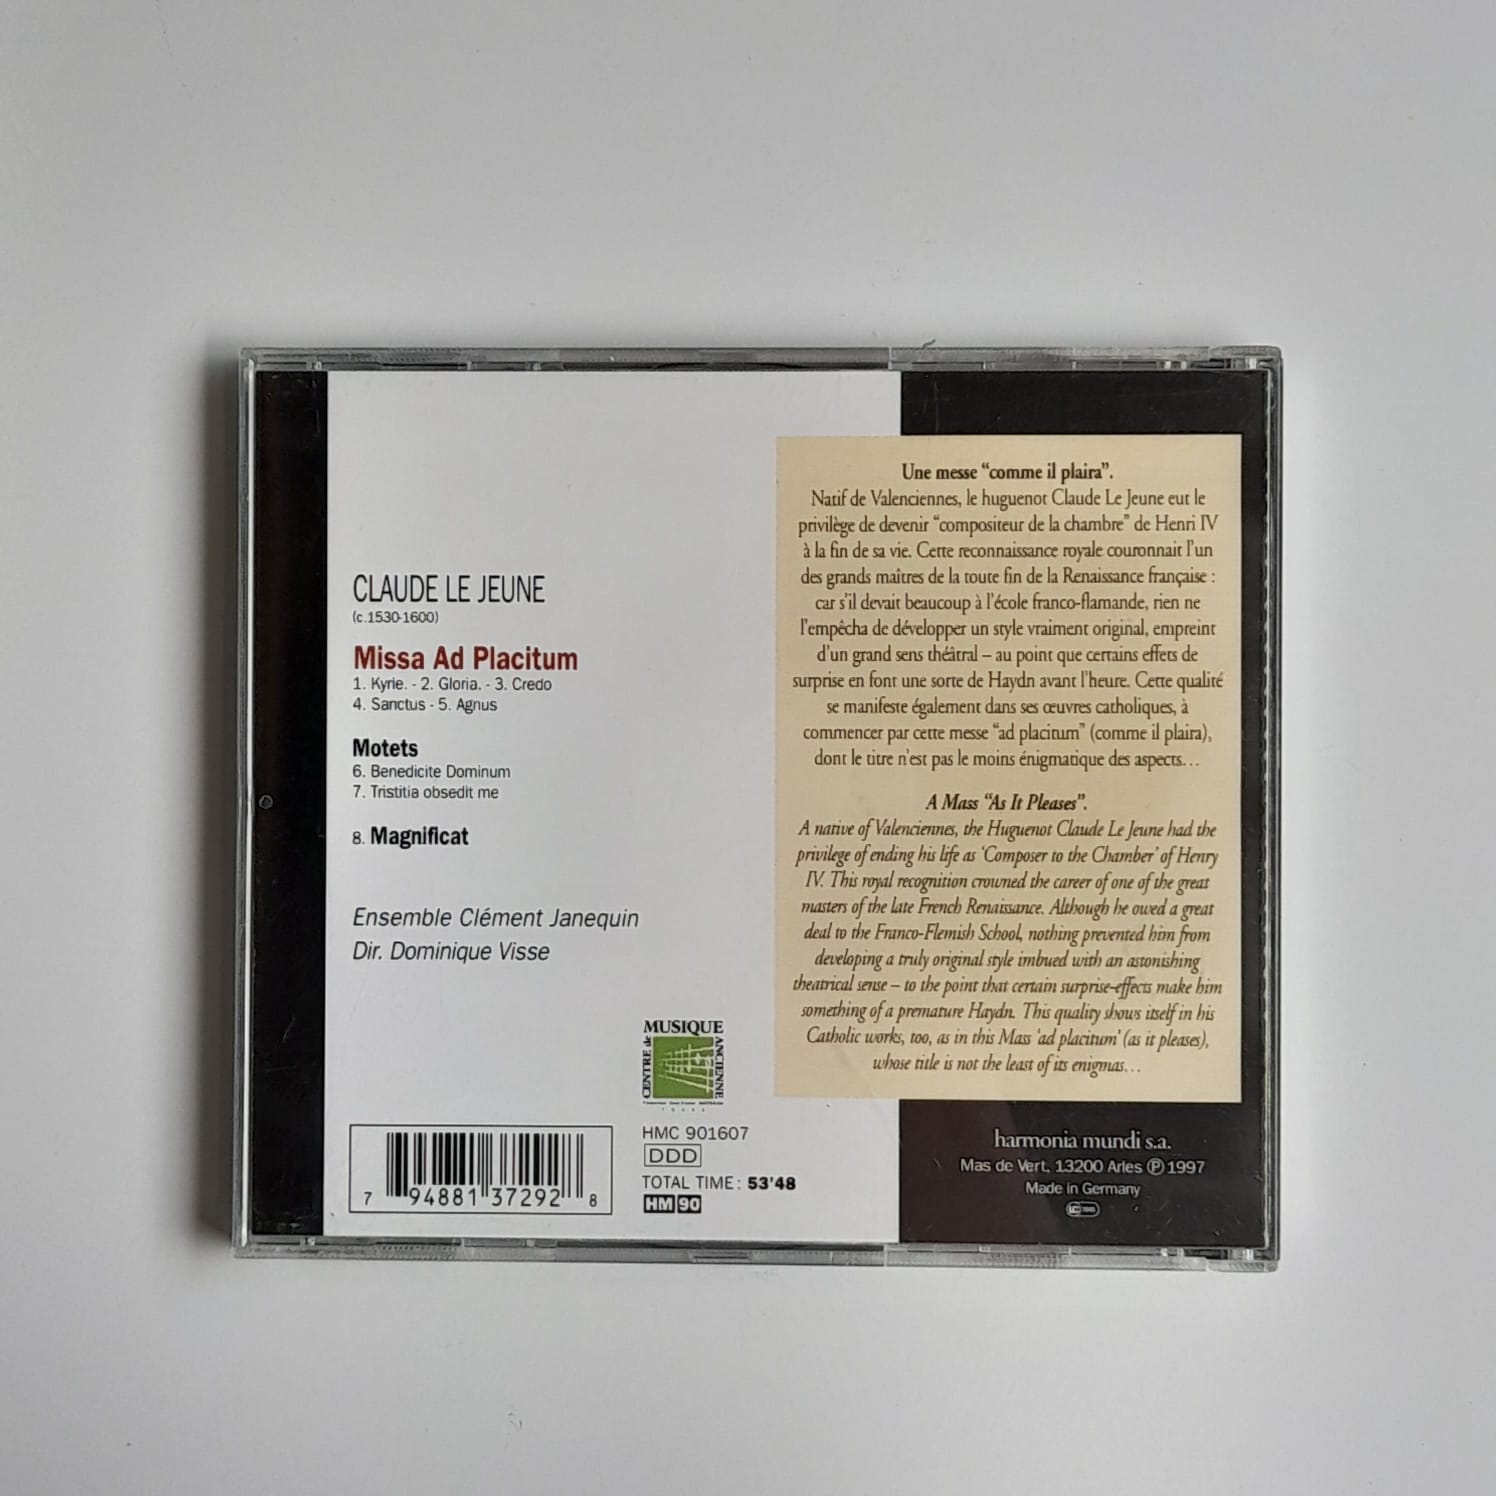 CLAUDE LE JEUNE
(c.1530-1600)
Missa Ad Placitum
1. Kyrie. - 2. Gloria. - 3. Credo
4. Sanctus - 5. Agnus
Motets
6. Benedicite Dominum
7. Tristitia obsedit me
8. Magnificat
Ensemble Clément Janequin
Dir. Dominique Visse
MUSIQUE
ANCIENNE
CENTRE de
HMC 901607
DDD
TOTAL TIME: 53'48
HM 90
7 94881 37292 8
Une messe “comme il plaira”.
Natif de Valenciennes, le huguenot Claude Le Jeune eut le
privilège de devenir “compositeur de la chambre” de Henri IV
à la fin de sa vie. Cette reconnaissance royale couronnait l'un
des grands maîtres de la toute fin de la Renaissance française :
car s'il devait beaucoup à l'école franco-flamande, rien ne
l'empêcha de développer un style vraiment original, empreint
d'un grand sens théâtral – au point que certains effets de
surprise en font une sorte de Haydn avant l'heure. Cette qualité
se manifeste également dans ses œuvres catholiques, à
commencer par cette messe “ad placitum” (comme il plaira),
dont le titre n'est pas le moins énigmatique des aspects…
A Mass “As It Pleases”.
A native of Valenciennes, the Huguenot Claude Le Jeune had the
privilege of ending his life as ‘Composer to the Chamber’ of Henry
IV. This royal recognition crowned the career of one of the great
masters of the late French Renaissance. Although he owed a great
deal to the Franco-Flemish School, nothing prevented him from
developing a truly original style imbued with an astonishing
theatrical sense – to the point that certain surprise-effects make him
something of a premature Haydn. This quality shows itself in his
Catholic works, too, as in this Mass ‘ad placitum’ (as it pleases),
whose title is not the least of its enigmas…
harmonia mundi s.a.
Mas de Vert, 13200 Arles ℗ 1997
Made in Germany